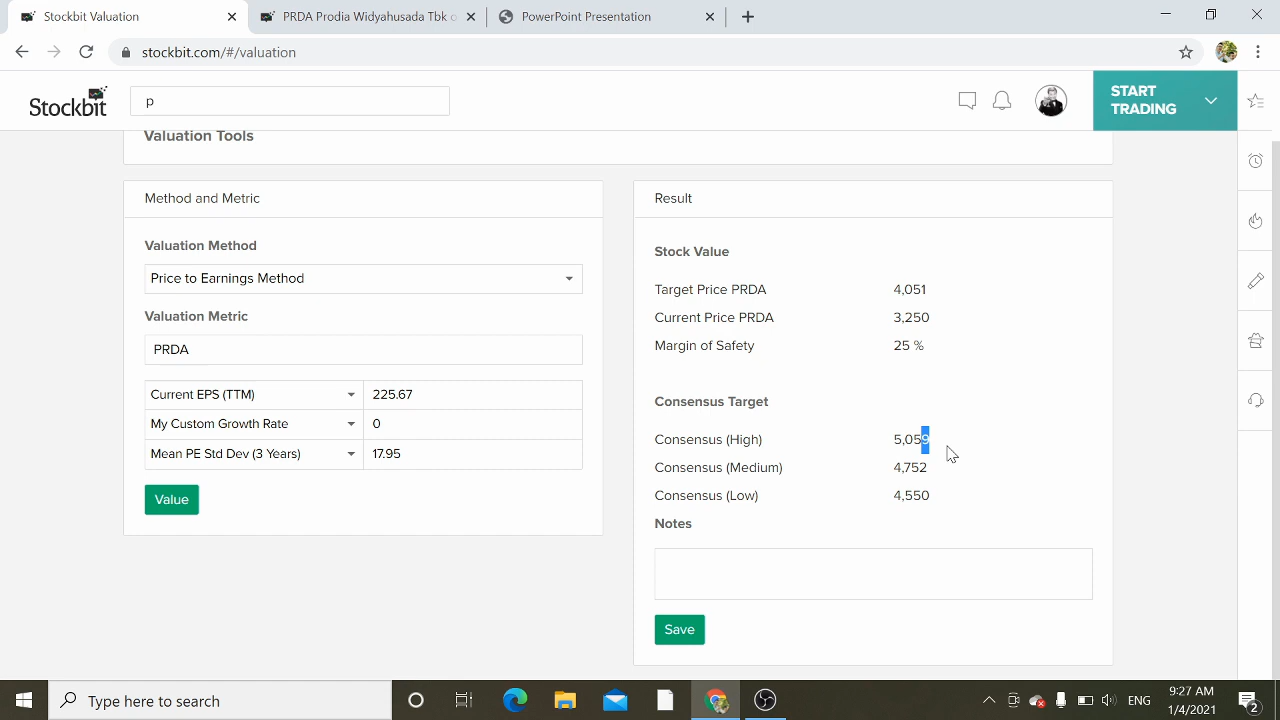 Stockbit Valuation
PRDA Prodia Widyahusada Tbk o
PowerPoint Presentation
stockbit.com/#/valuation
Stockbit
p
START
TRADING
Valuation Tools
Method and Metric
Valuation Method
Price to Earnings Method
Valuation Metric
PRDA
Current EPS (TTM) 225.67
My Custom Growth Rate 0
Mean PE Std Dev (3 Years) 17.95
Value
Result
Stock Value
Target Price PRDA 4,051
Current Price PRDA 3,250
Margin of Safety 25 %
Consensus Target
Consensus (High) 5,059
Consensus (Medium) 4,752
Consensus (Low) 4,550
Notes
Save
Type here to search
ENG
9:27 AM
1/4/2021
2